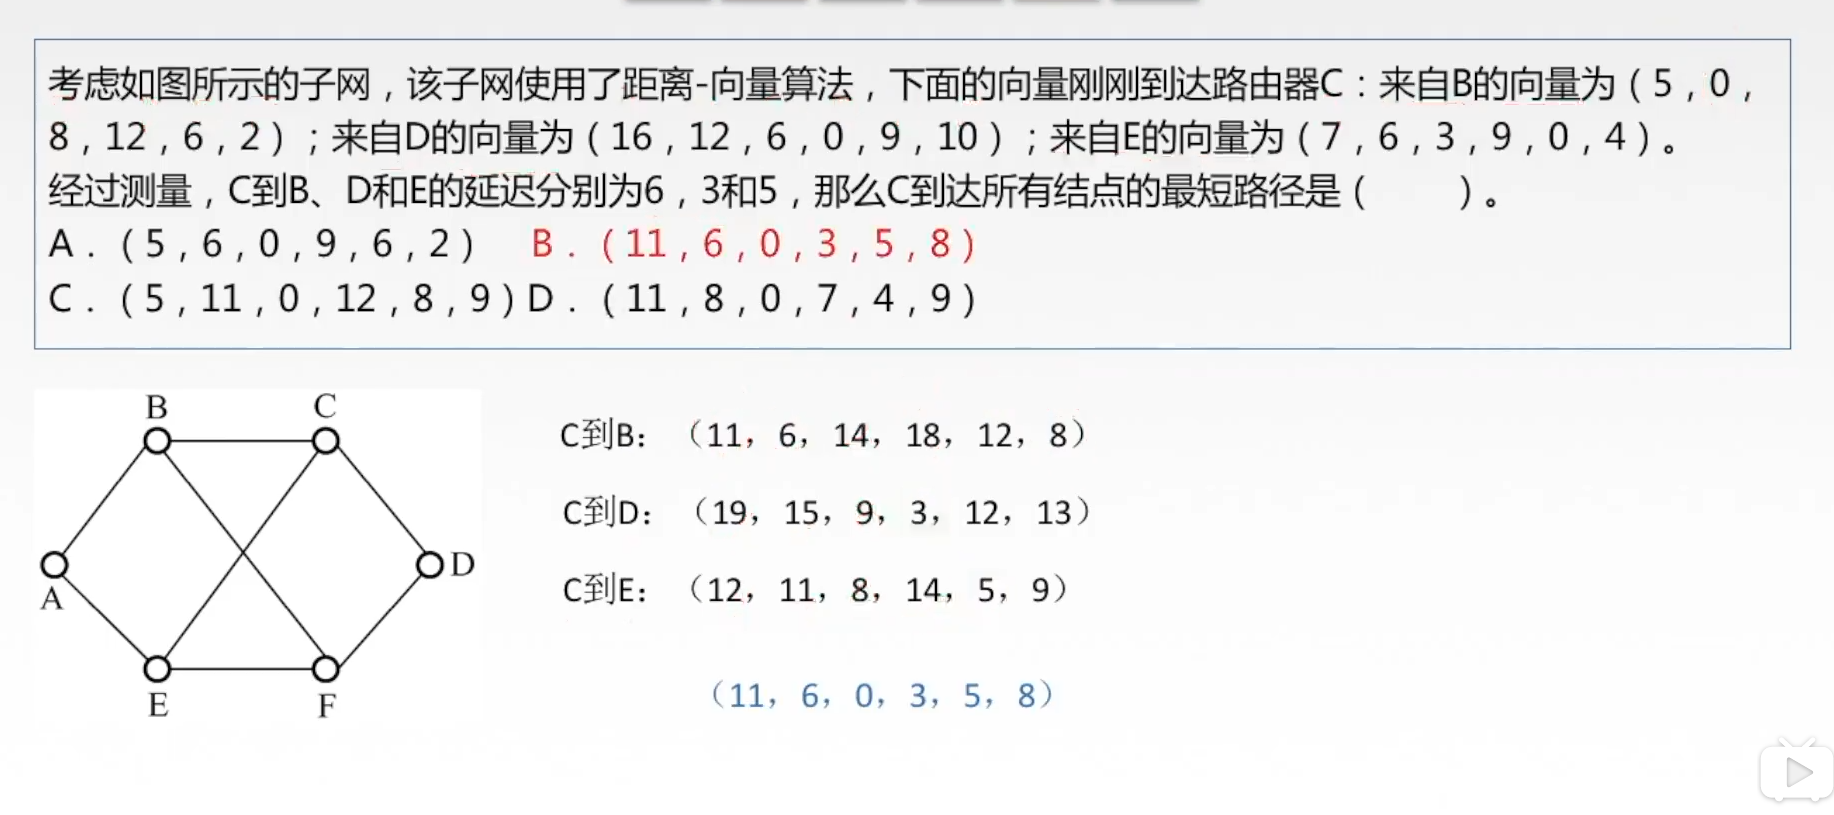 考虑如图所示的子网，该子网使用了距离-向量算法，下面的向量刚刚到达路由器C：来自B的向量为（5，0，
8，12，6，2）；来自D的向量为（16，12，6，0，9，10）；来自E的向量为（7，6，3，9，0，4）。
经过测量，C到B、D和E的延迟分别为6，3和5，那么C到达所有结点的最短路径是（　　）。
A．（5，6，0，9，6，2） B．（11，6，0，3，5，8）
C．（5，11，0，12，8，9）D．（11，8，0，7，4，9）
B C
A D
E F
C到B：（11，6，14，18，12，8）
C到D：（19，15，9，3，12，13）
C到E：（12，11，8，14，5，9）
（11，6，0，3，5，8）